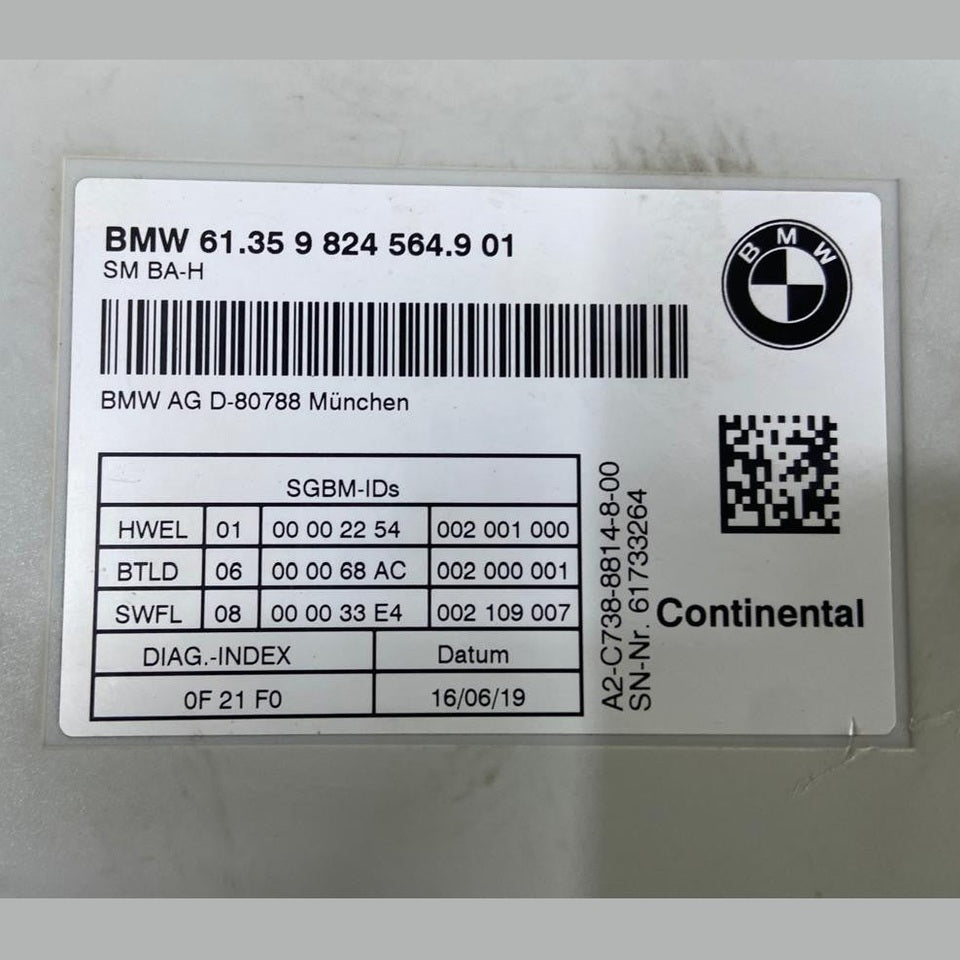 BMW 61.35 9 824 564.9 01
SM BA-H
BMW
BMW AG D-80788 München
SGBM-IDs
HWEL 01 00 00 22 54 002 001 000
BTLD 06 00 00 68 AC 002 000 001
SWFL 08 00 00 33 E4 002 109 007
DIAG.-INDEX Datum
0F 21 F0 16/06/19
A2-C738-8814-8-00
SN-Nr. 61733264
Continental